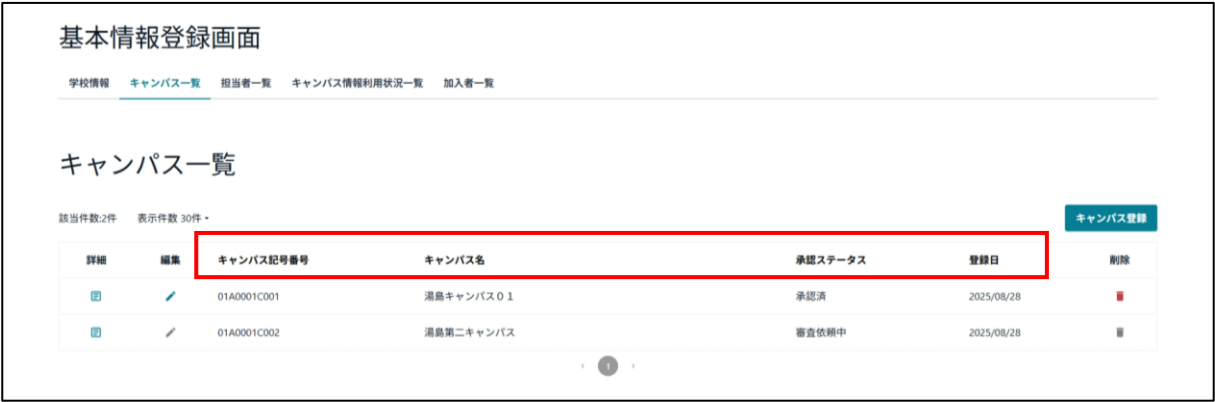 基本情報登録画面
学校情報 キャンパス一覧 担当者一覧 キャンパス情報利用状況一覧 加入者一覧
キャンパス一覧
該当件数:2件 表示件数 30件
キャンパス登録
詳細 編集 キャンパス記号番号 キャンパス名 承認ステータス 登録日 削除
01A0001C001 湯島キャンパス０１ 承認済 2025/08/28
01A0001C002 湯島第二キャンパス 審査依頼中 2025/08/28
‹ 1 ›